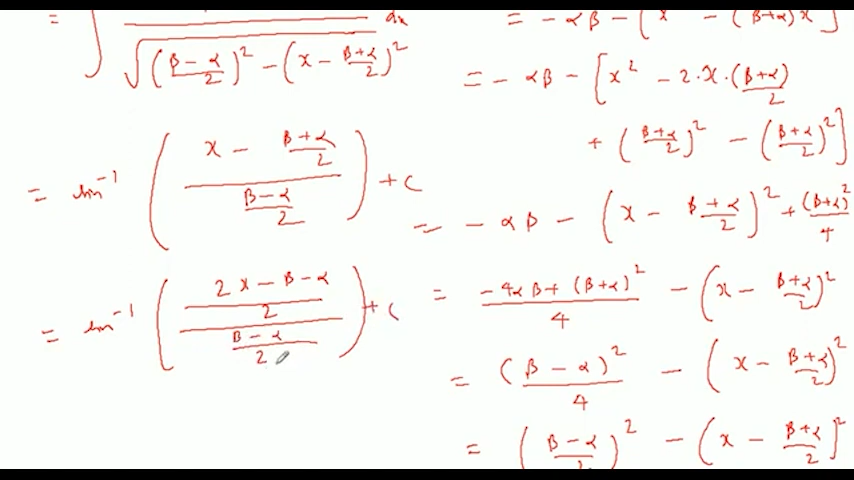 = ∫ dx / √((β-α/2)² - (x - β+α/2)²)
= sin⁻¹ ((x - β+α/2) / (β-α/2)) + c
= sin⁻¹ ((2x-β-α/2) / (β-α/2)) + c
= - αβ - (x² - (β+α)x]
= - αβ - [x² - 2·x·(β+α)/2
+ (β+α/2)² - (β+α/2)²]
= - αβ - (x - β+α/2)² + (β+α)²/4
= -4αβ+(β+α)²/4 - (x - β+α/2)²
= (β-α)²/4 - (x - β+α/2)²
= (β-α/2)² - (x - β+α/2]²